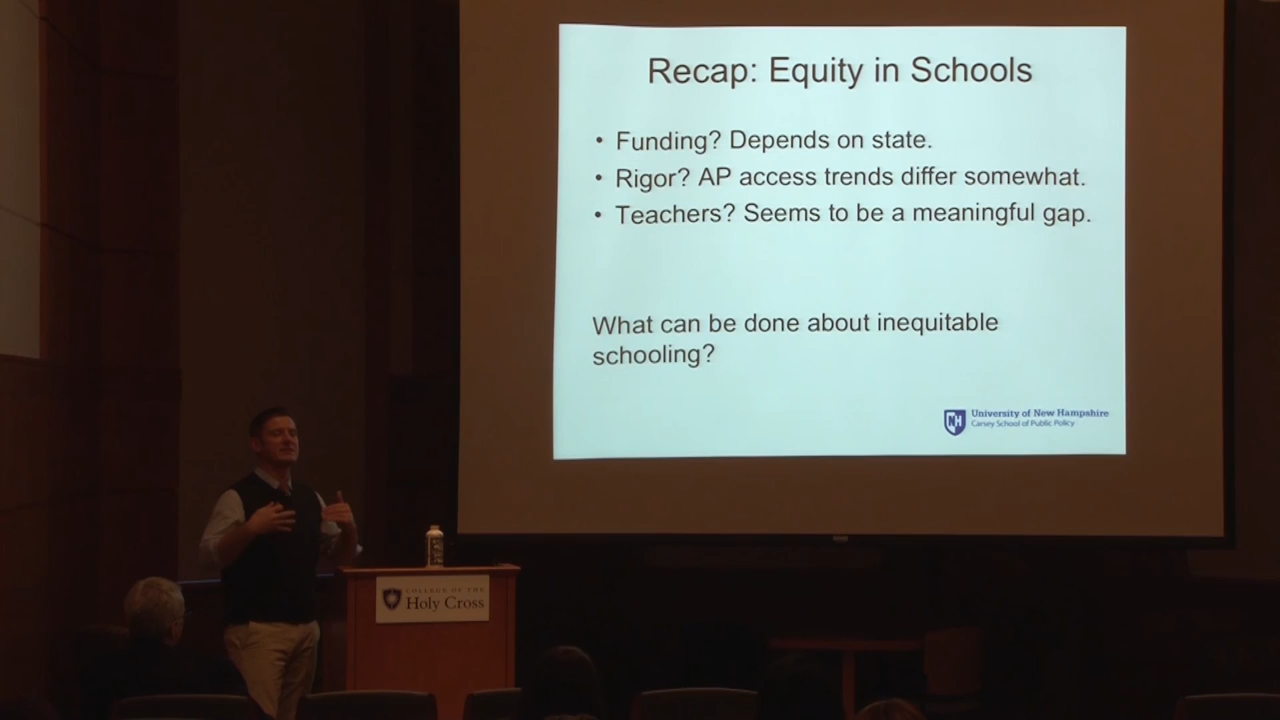 Recap: Equity in Schools
• Funding? Depends on state.
• Rigor? AP access trends differ somewhat.
• Teachers? Seems to be a meaningful gap.
What can be done about inequitable
schooling?
NH
University of New Hampshire
Carsey School of Public Policy
COLLEGE OF THE
Holy Cross